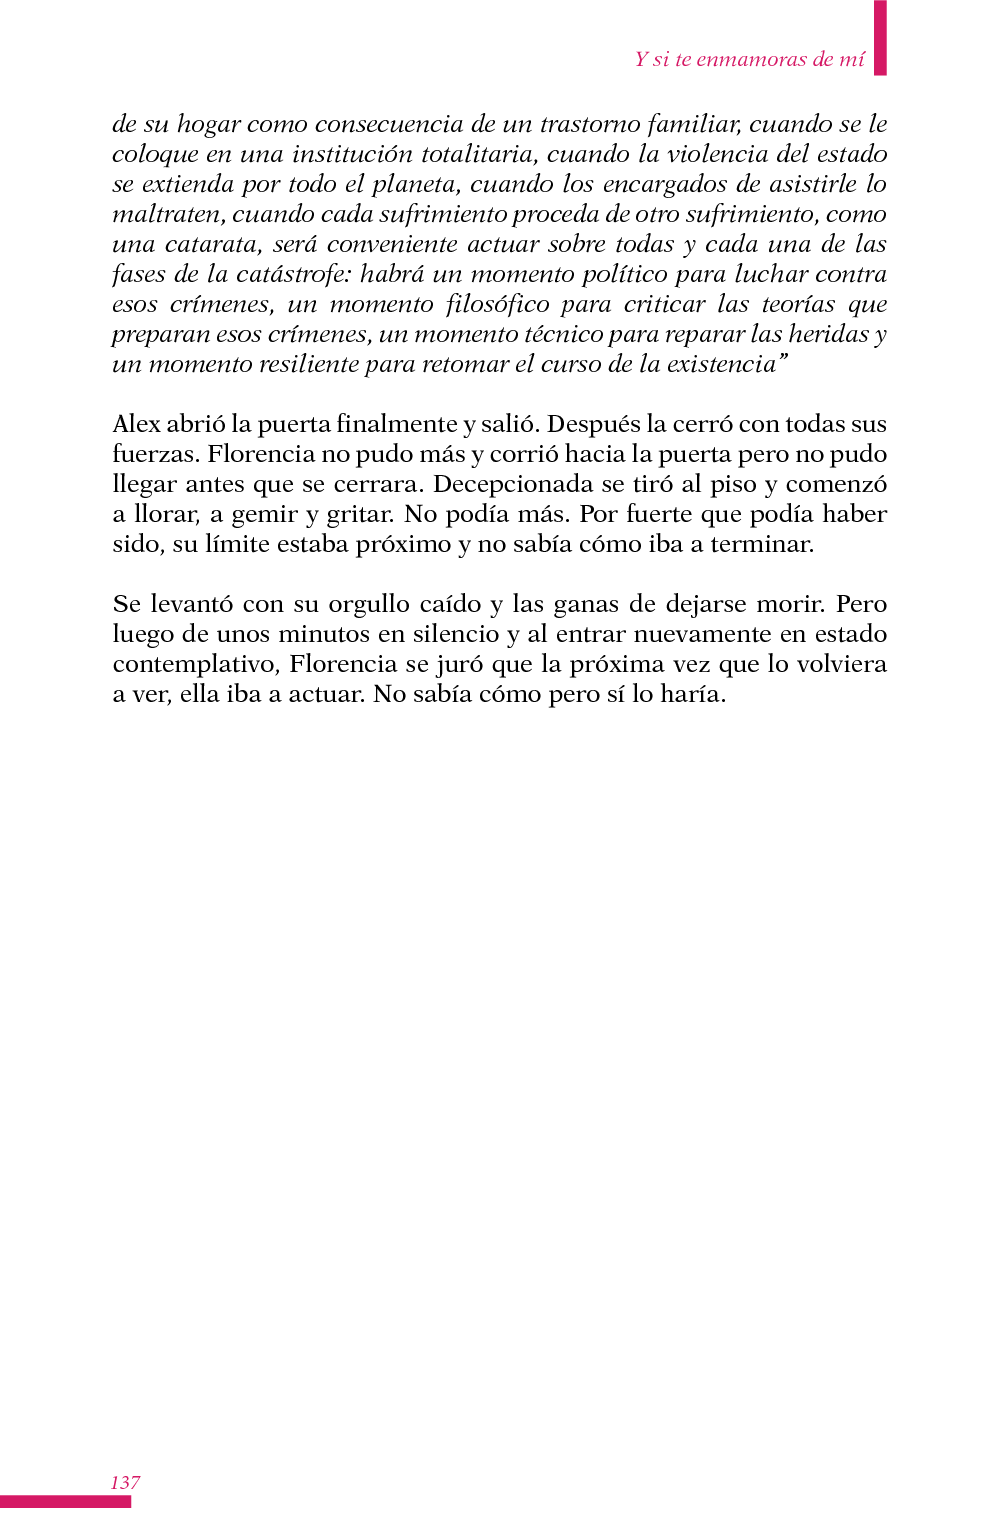 Y si te enmamoras de mí
de su hogar como consecuencia de un trastorno familiar, cuando se le
coloque en una institución totalitaria, cuando la violencia del estado
se extienda por todo el planeta, cuando los encargados de asistirle lo
maltraten, cuando cada sufrimiento proceda de otro sufrimiento, como
una catarata, será conveniente actuar sobre todas y cada una de las
fases de la catástrofe: habrá un momento político para luchar contra
esos crímenes, un momento filosófico para criticar las teorías que
preparan esos crímenes, un momento técnico para reparar las heridas y
un momento resiliente para retomar el curso de la existencia”
Alex abrió la puerta finalmente y salió. Después la cerró con todas sus
fuerzas. Florencia no pudo más y corrió hacia la puerta pero no pudo
llegar antes que se cerrara. Decepcionada se tiró al piso y comenzó
a llorar, a gemir y gritar. No podía más. Por fuerte que podía haber
sido, su límite estaba próximo y no sabía cómo iba a terminar.
Se levantó con su orgullo caído y las ganas de dejarse morir. Pero
luego de unos minutos en silencio y al entrar nuevamente en estado
contemplativo, Florencia se juró que la próxima vez que lo volviera
a ver, ella iba a actuar. No sabía cómo pero sí lo haría.
137